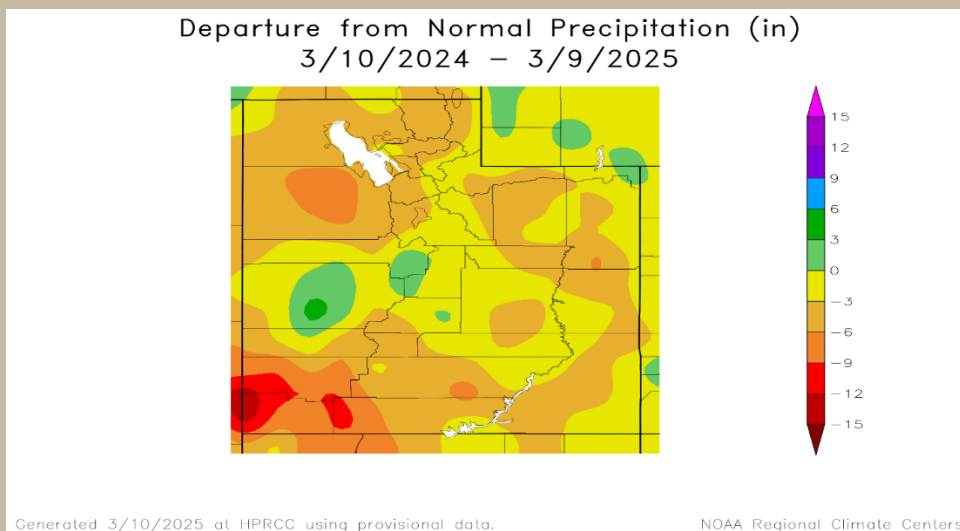 Departure from Normal Precipitation (in)
3/10/2024 – 3/9/2025
15
12
9
6
3
0
−3
−6
−9
−12
−15
Generated 3/10/2025 at HPRCC using provisional data.
NOAA Regional Climate Centers